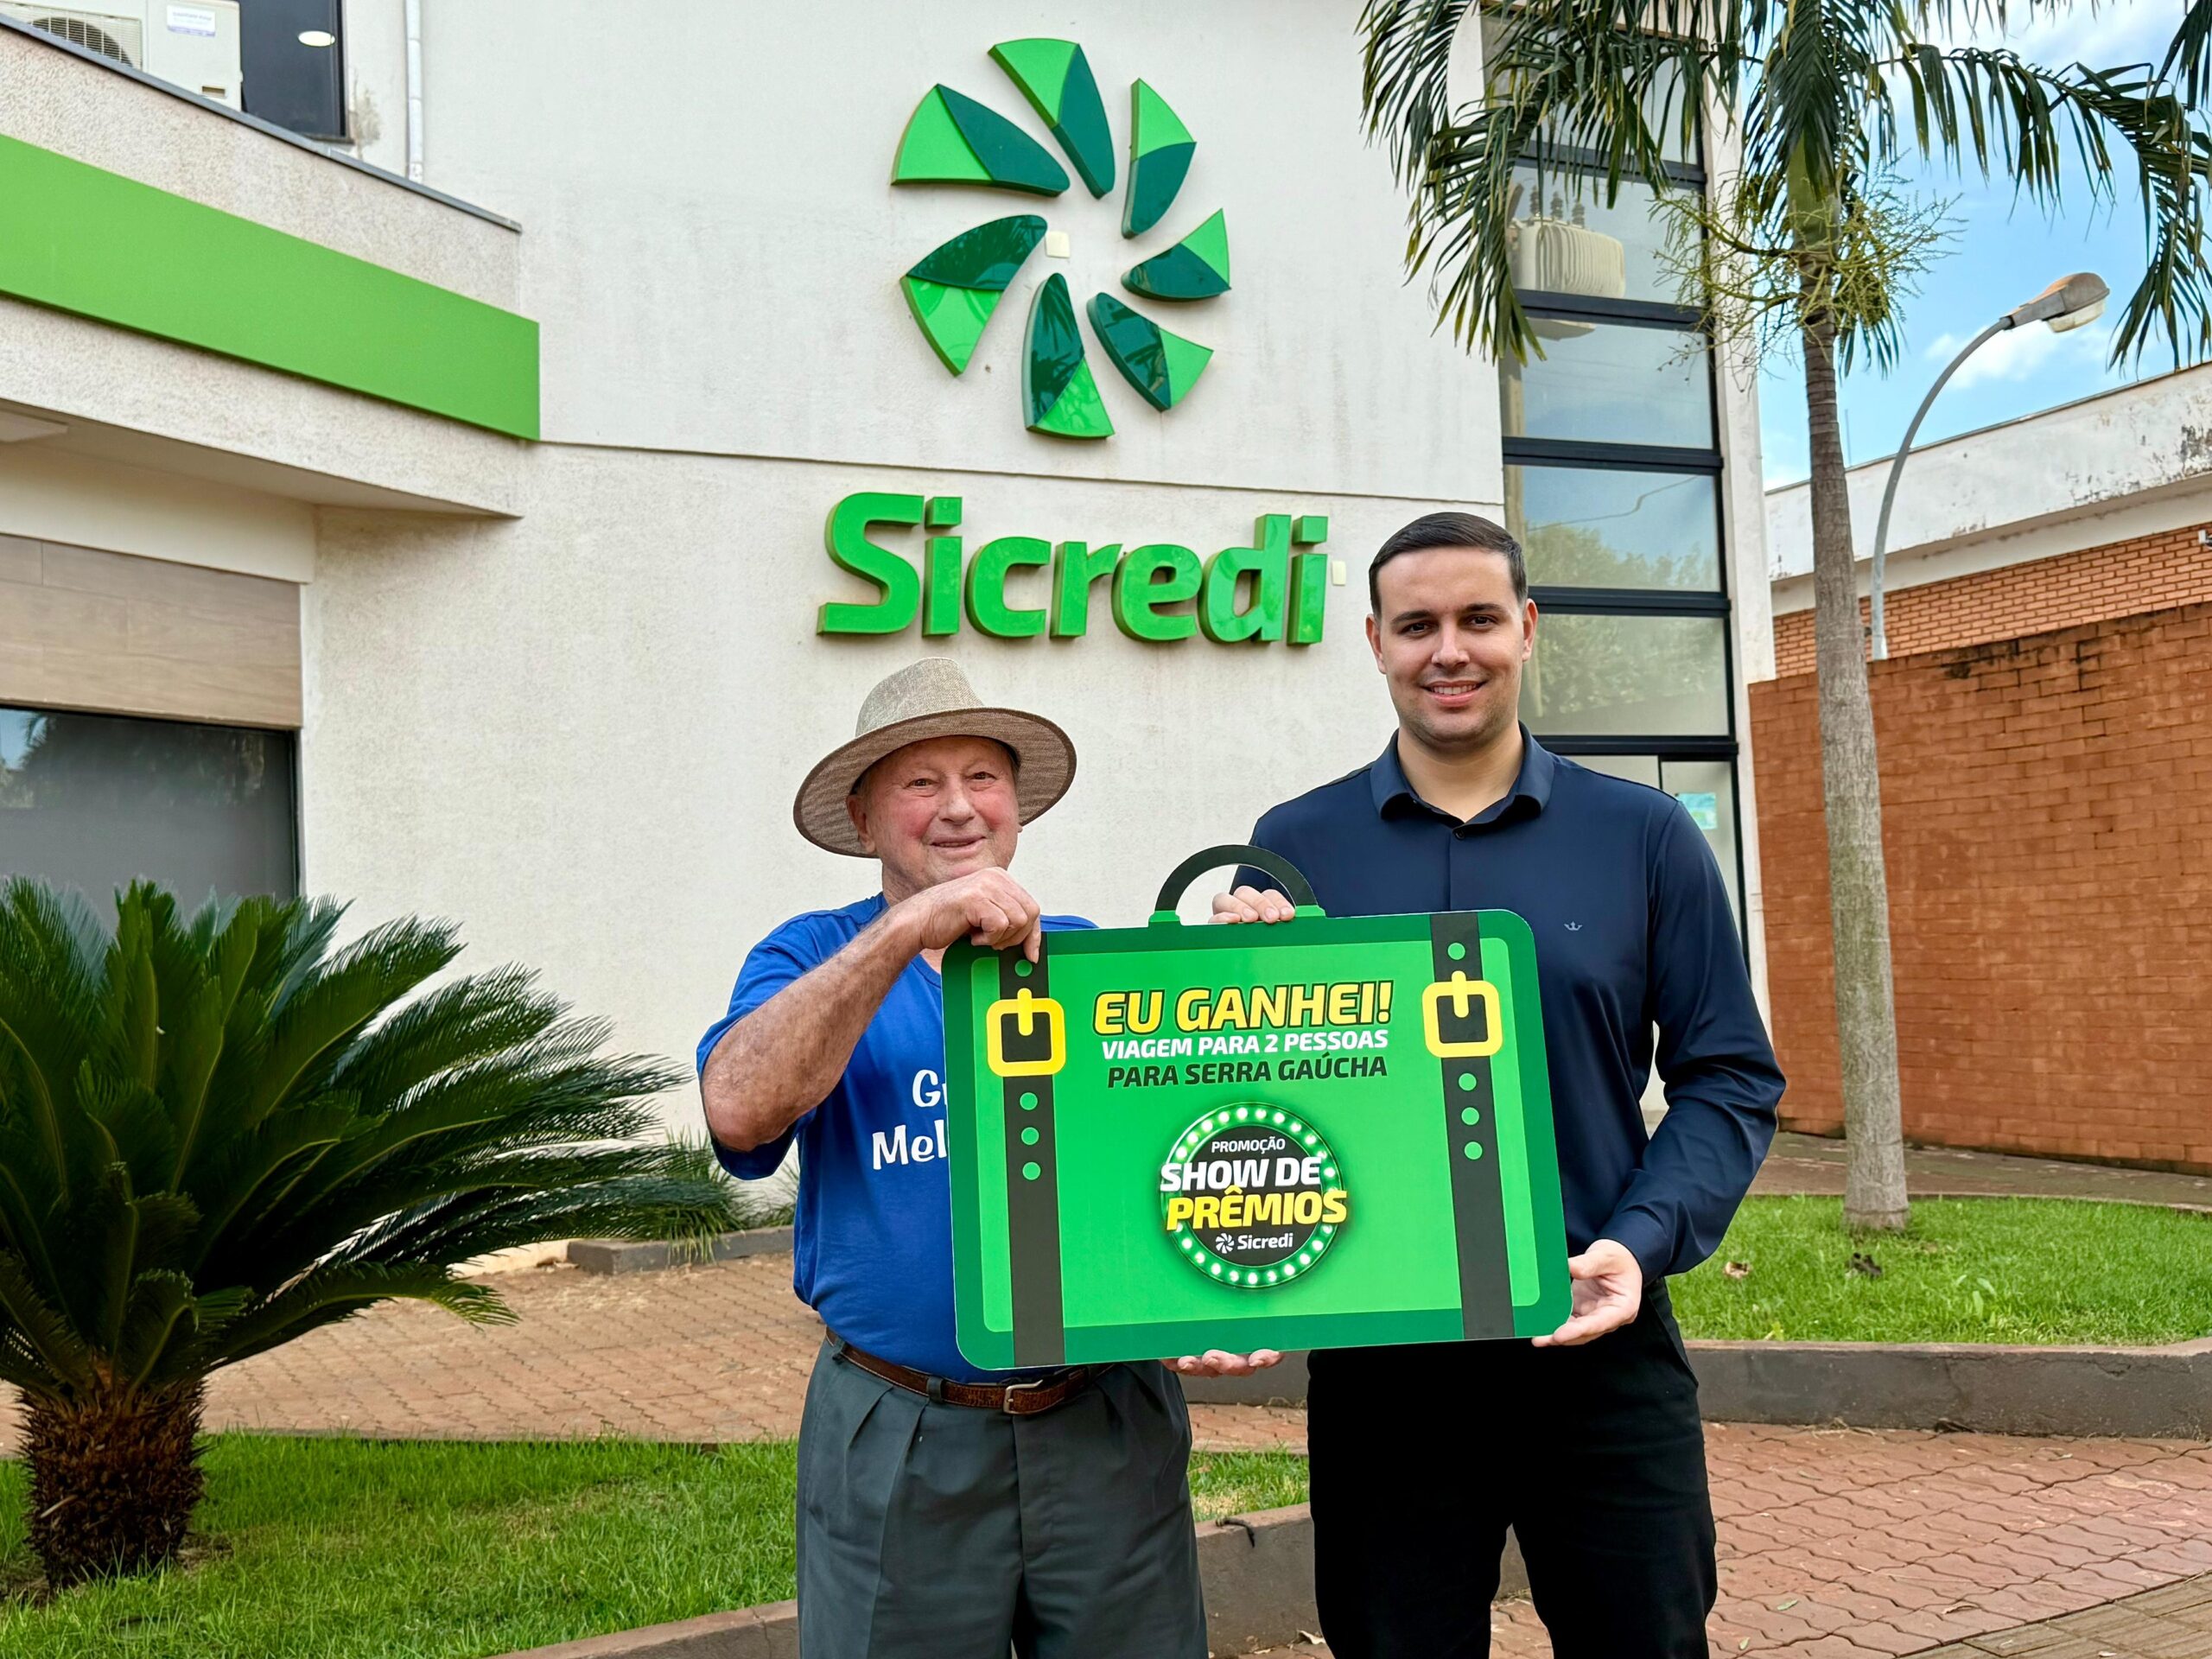 Sicredi
EU GANHEI!
VIAGEM PARA 2 PESSOAS
PARA SERRA GAÚCHA
PROMOÇÃO
SHOW DE
PRÊMIOS
Sicredi